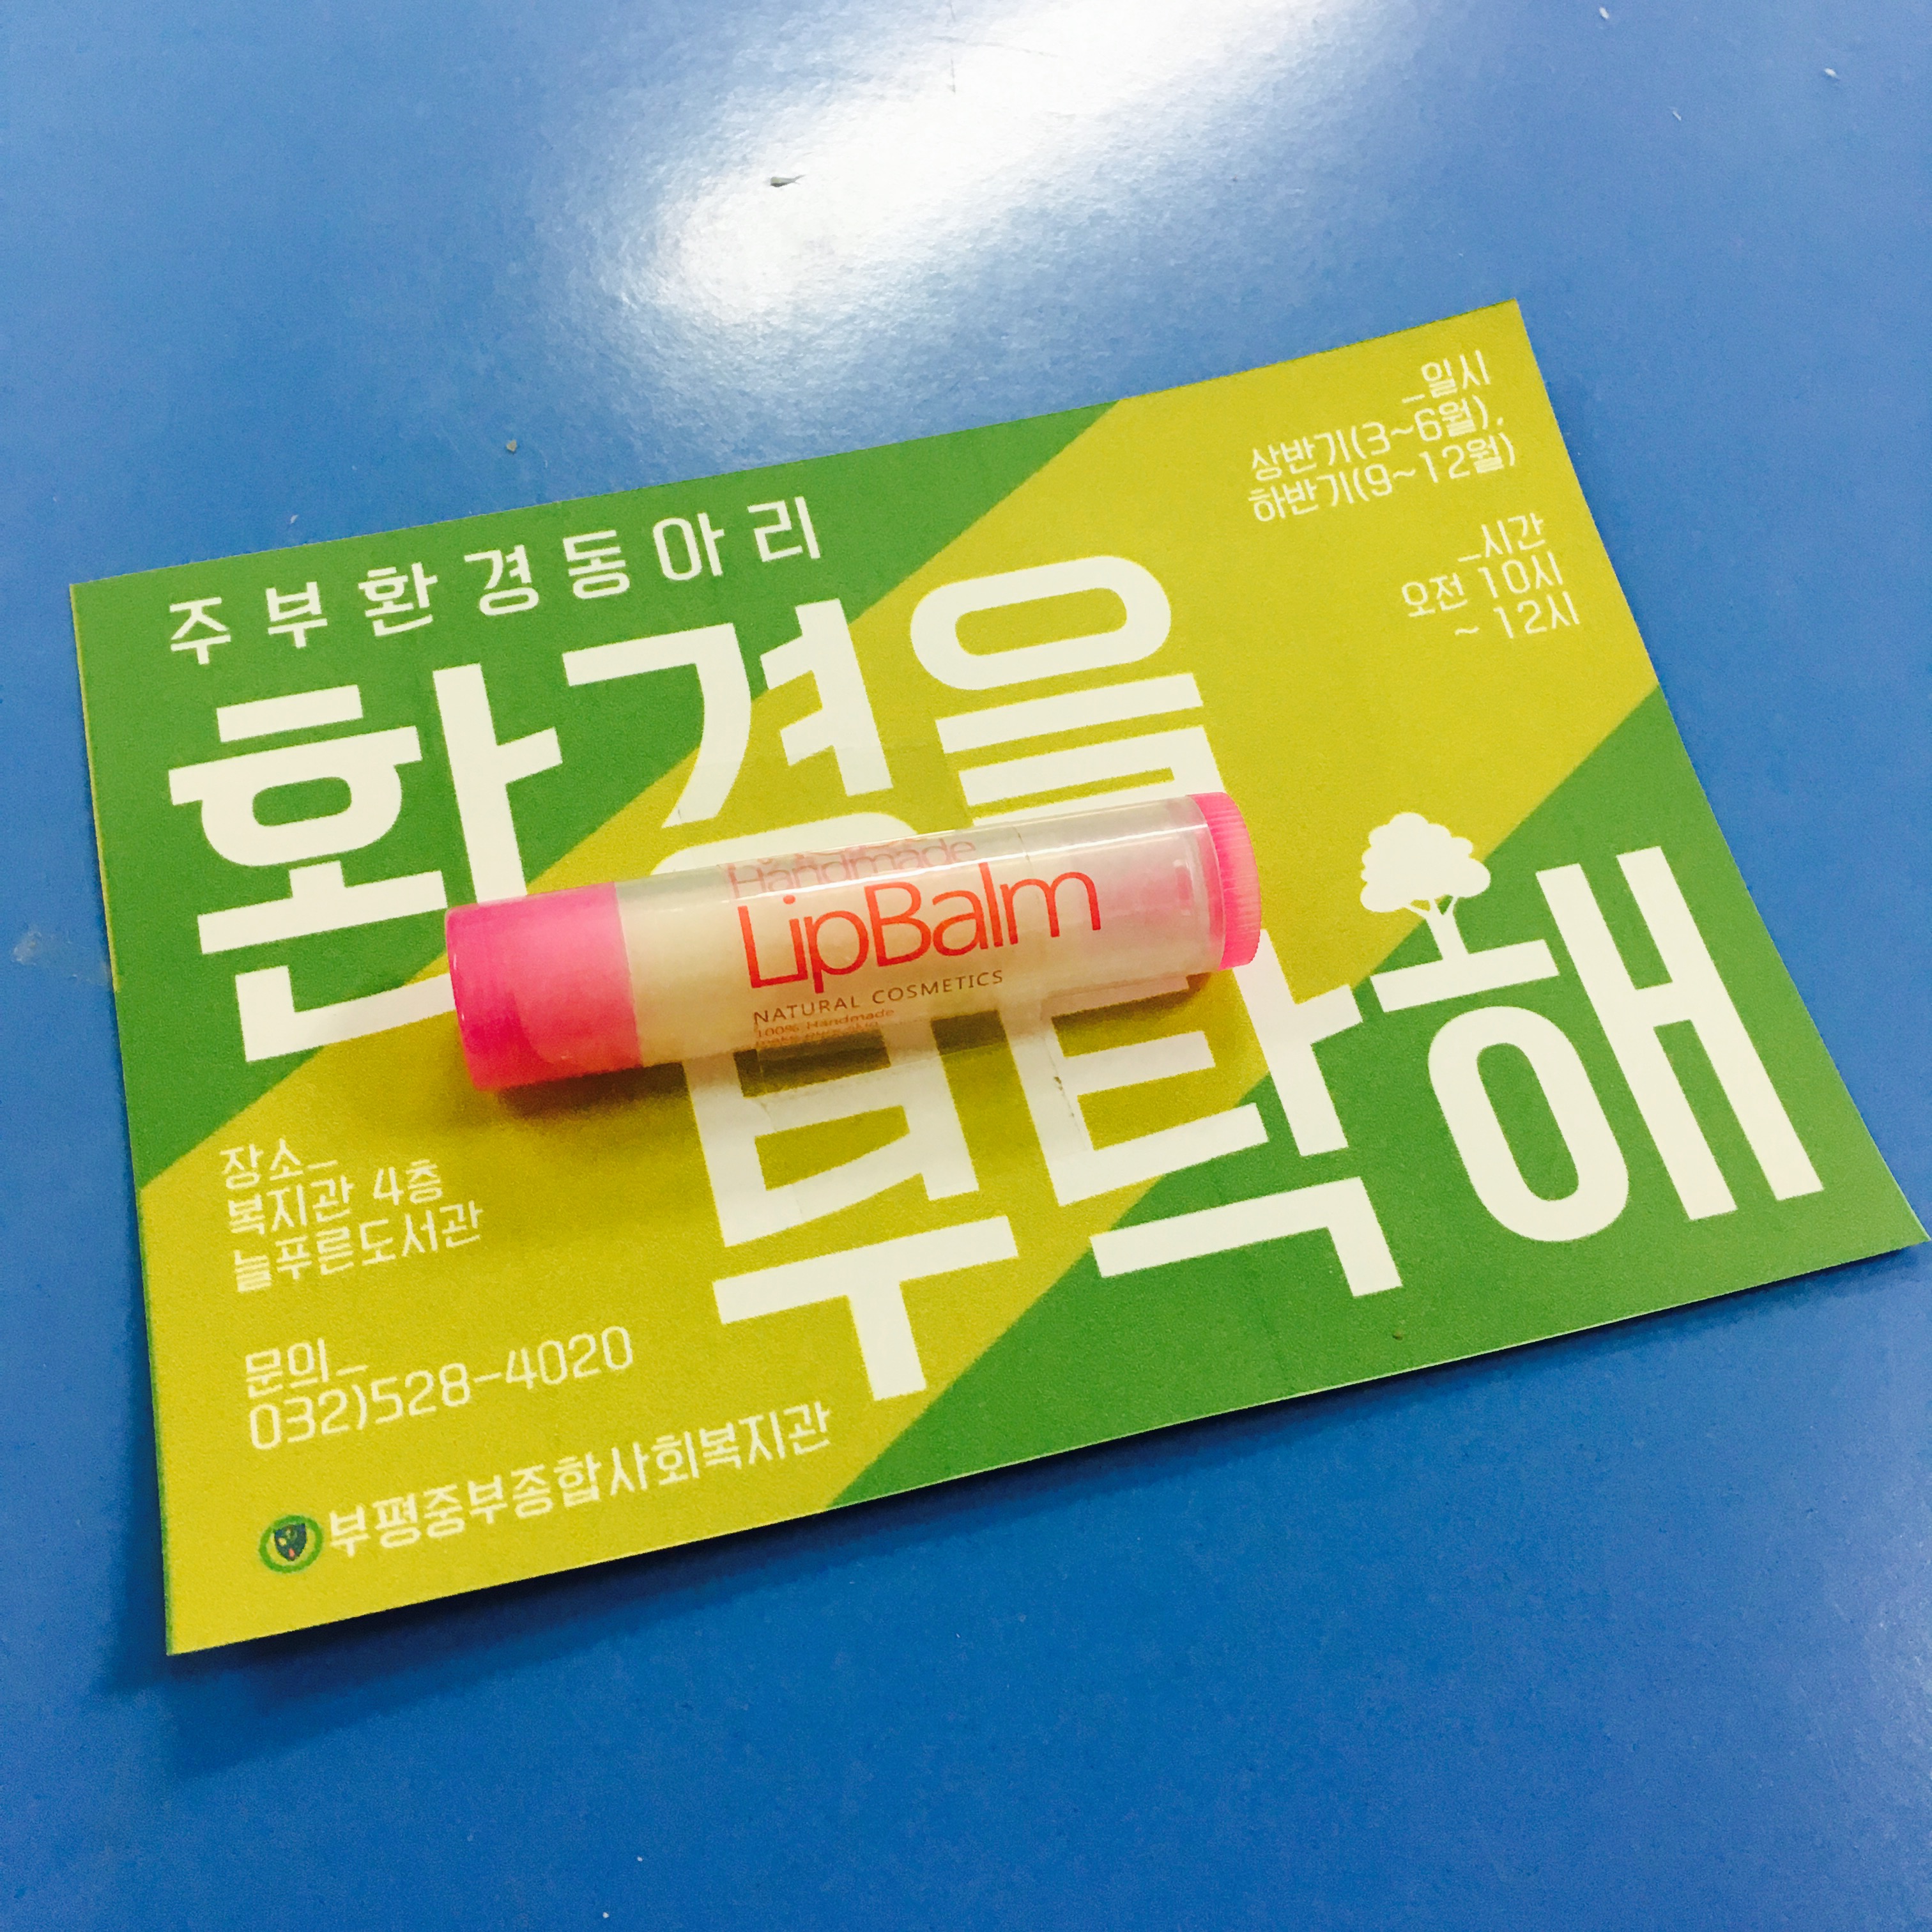 주부환경동아리
환경을
부탁해
_일시
상반기(3~6월),
하반기(9~12월)
_시간
오전 10시
~ 12시
Handmade
LipBalm
NATURAL COSMETICS
100% Handmade
장소_
복지관 4층
늘푸른도서관
문의_
032)528-4020
부평중부종합사회복지관